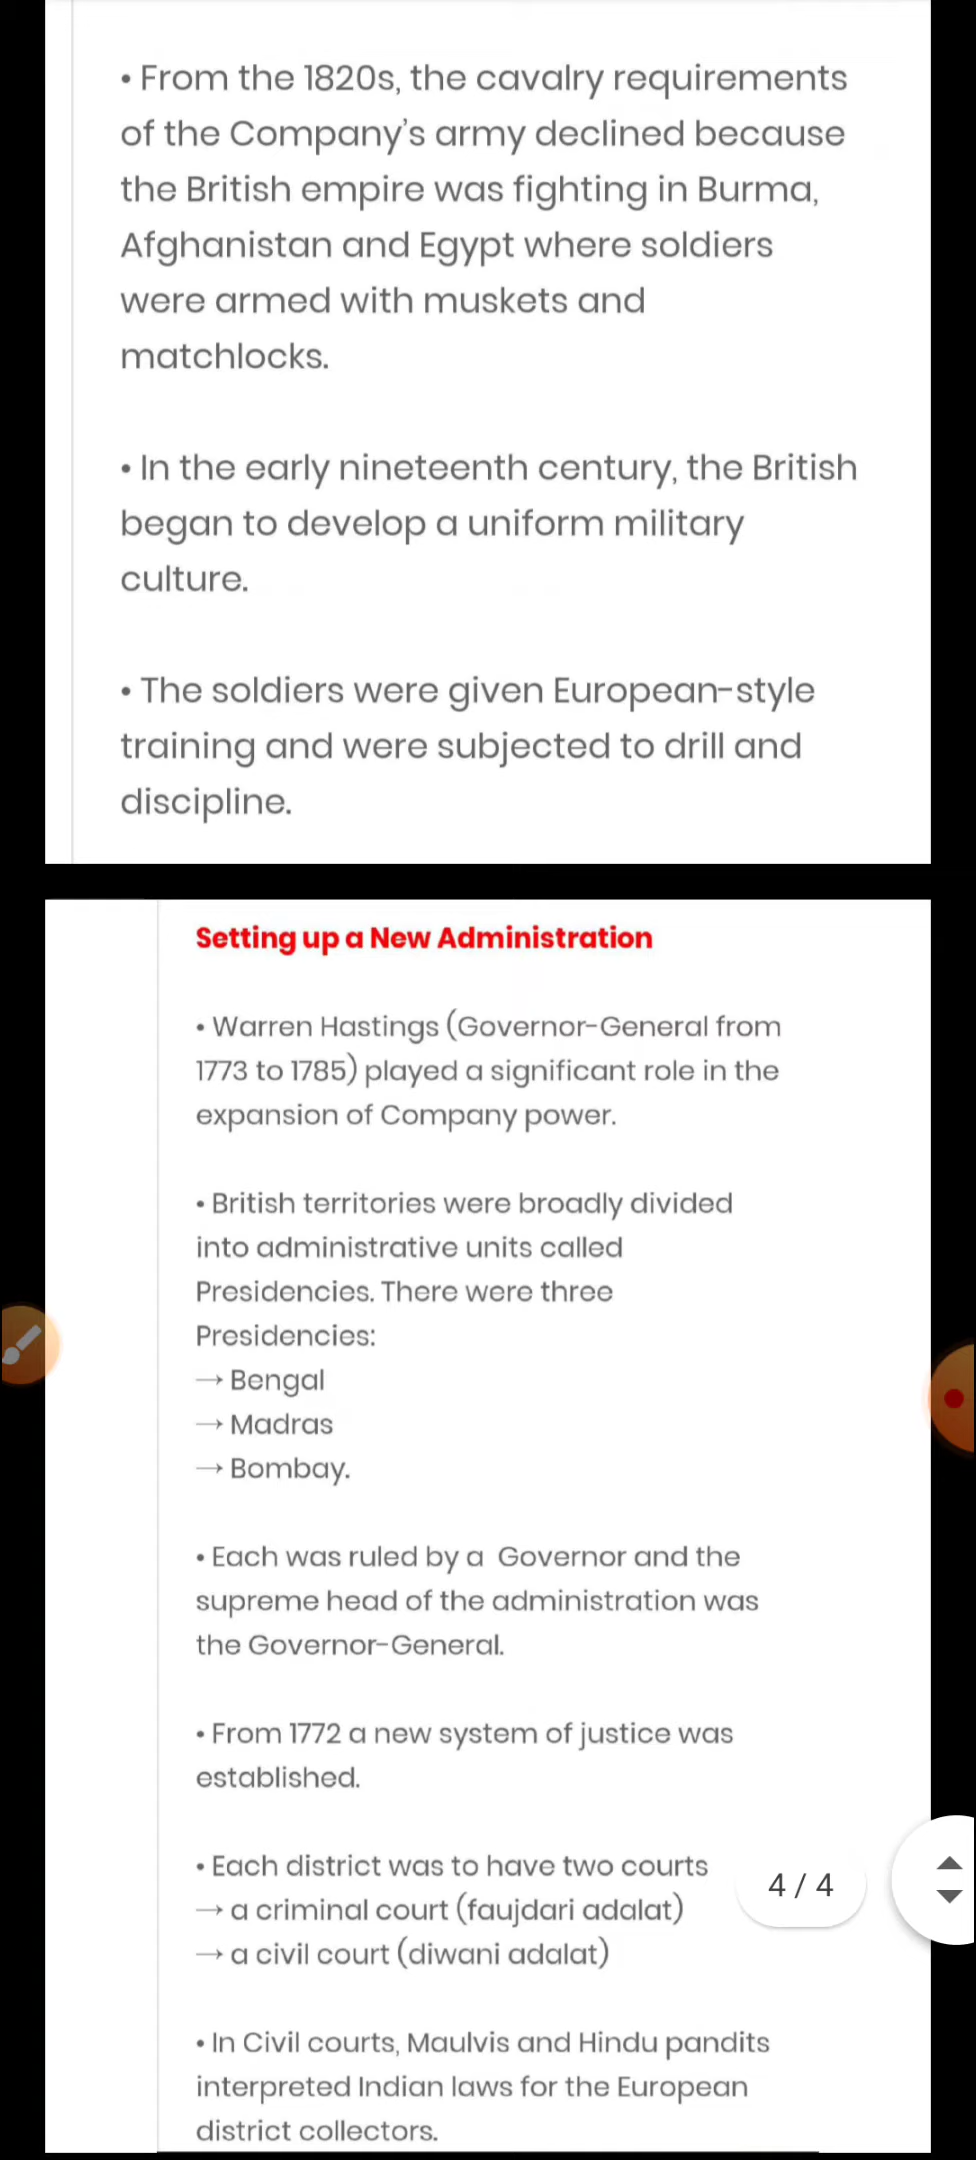 • From the 1820s, the cavalry requirements
of the Company's army declined because
the British empire was fighting in Burma,
Afghanistan and Egypt where soldiers
were armed with muskets and
matchlocks.
• In the early nineteenth century, the British
began to develop a uniform military
culture.
• The soldiers were given European-style
training and were subjected to drill and
discipline.
Setting up a New Administration
• Warren Hastings (Governor-General from
1773 to 1785) played a significant role in the
expansion of Company power.
• British territories were broadly divided
into administrative units called
Presidencies. There were three
Presidencies:
→ Bengal
→ Madras
→ Bombay.
• Each was ruled by a Governor and the
supreme head of the administration was
the Governor-General.
• From 1772 a new system of justice was
established.
• Each district was to have two courts
→ a criminal court (faujdari adalat)
→ a civil court (diwani adalat)
4 / 4
• In Civil courts, Maulvis and Hindu pandits
interpreted Indian laws for the European
district collectors.